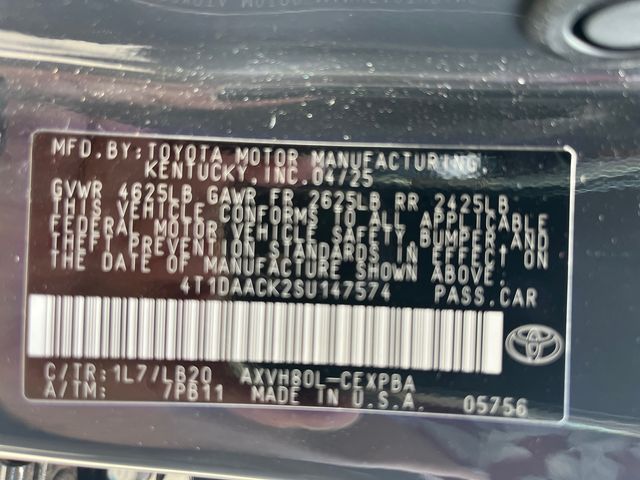 MFD.BY:TOYOTA MOTOR MANUFACTURING
KENTUCKY,INC.04/25
GVWR 4625LB GAWR FR 2625LB RR 2425LB
THIS VEHICLE CONFORMS TO ALL APPLICABLE
FEDERAL MOTOR VEHICLE SAFETY,BUMPER AND
THEFT PREVENTION STANDARDS IN EFFECT ON
THE DATE OF MANUFACTURE SHOWN ABOVE.
4T1DAACK2SU147574 PASS.CAR
C/TR:1L7/LB20 AXVH80L-CEXPBA
A/TM: 7PB11 MADE IN U.S.A. 05756